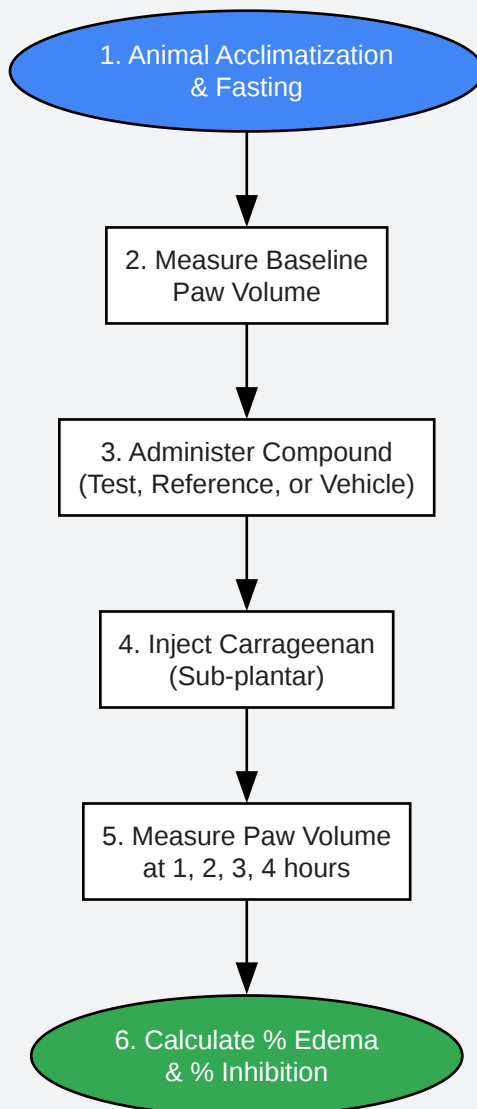 1. Animal Acclimatization
& Fasting
2. Measure Baseline
Paw Volume
3. Administer Compound
(Test, Reference, or Vehicle)
4. Inject Carrageenan
(Sub-plantar)
5. Measure Paw Volume
at 1, 2, 3, 4 hours
6. Calculate % Edema
& % Inhibition